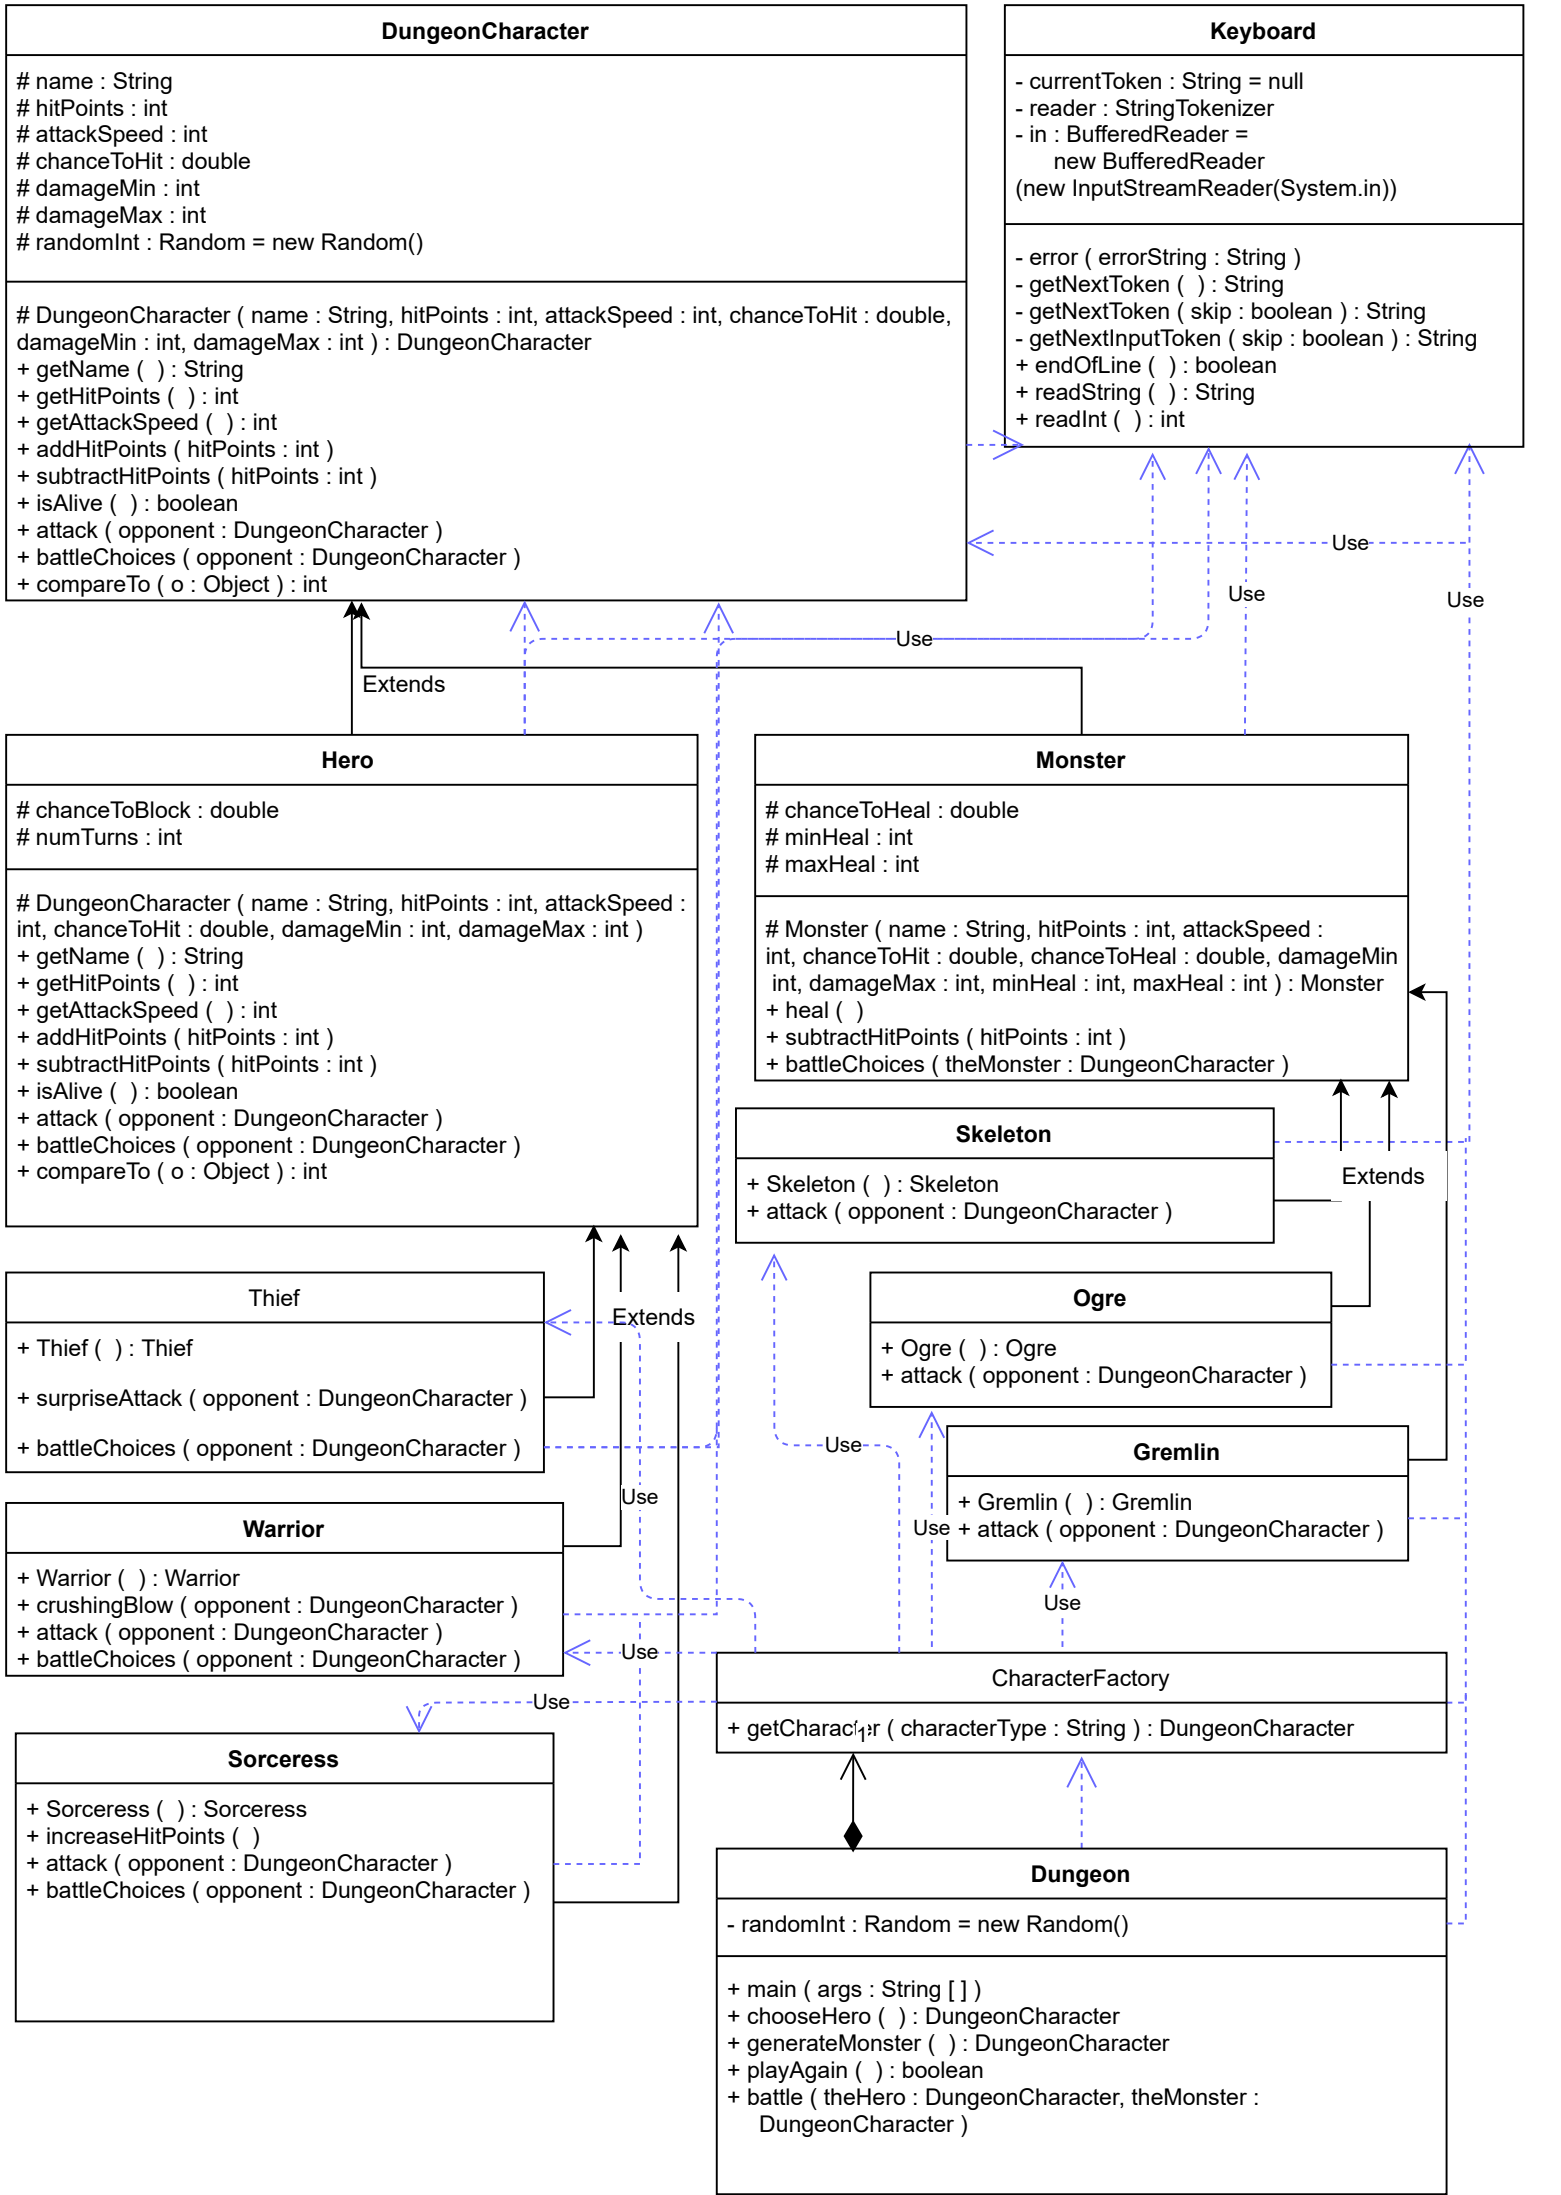 DungeonCharacter
# name : String
# hitPoints : int
# attackSpeed : int
# chanceToHit : double
# damageMin : int
# damageMax : int
# randomInt : Random = new Random()
# DungeonCharacter ( name : String, hitPoints : int, attackSpeed : int, chanceToHit : double,
damageMin : int, damageMax : int ) : DungeonCharacter
+ getName (  ) : String
+ getHitPoints (  ) : int
+ getAttackSpeed (  ) : int
+ addHitPoints ( hitPoints : int )
+ subtractHitPoints ( hitPoints : int )
+ isAlive (  ) : boolean
+ attack ( opponent : DungeonCharacter )
+ battleChoices ( opponent : DungeonCharacter )
+ compareTo ( o : Object ) : int
Keyboard
- currentToken : String = null
- reader : StringTokenizer
- in : BufferedReader =
new BufferedReader
(new InputStreamReader(System.in))
- error ( errorString : String )
- getNextToken (  ) : String
- getNextToken ( skip : boolean ) : String
- getNextInputToken ( skip : boolean ) : String
+ endOfLine (  ) : boolean
+ readString (  ) : String
+ readInt (  ) : int
Use
Use
Use
Use
Extends
Hero
# chanceToBlock : double
# numTurns : int
# DungeonCharacter ( name : String, hitPoints : int, attackSpeed :
int, chanceToHit : double, damageMin : int, damageMax : int )
+ getName (  ) : String
+ getHitPoints (  ) : int
+ getAttackSpeed (  ) : int
+ addHitPoints ( hitPoints : int )
+ subtractHitPoints ( hitPoints : int )
+ isAlive (  ) : boolean
+ attack ( opponent : DungeonCharacter )
+ battleChoices ( opponent : DungeonCharacter )
+ compareTo ( o : Object ) : int
Monster
# chanceToHeal : double
# minHeal : int
# maxHeal : int
# Monster ( name : String, hitPoints : int, attackSpeed :
int, chanceToHit : double, chanceToHeal : double, damageMin
int, damageMax : int, minHeal : int, maxHeal : int ) : Monster
+ heal (  )
+ subtractHitPoints ( hitPoints : int )
+ battleChoices ( theMonster : DungeonCharacter )
Skeleton
+ Skeleton (  ) : Skeleton
+ attack ( opponent : DungeonCharacter )
Extends
Thief
+ Thief (  ) : Thief
+ surpriseAttack ( opponent : DungeonCharacter )
+ battleChoices ( opponent : DungeonCharacter )
Extends
Ogre
+ Ogre (  ) : Ogre
+ attack ( opponent : DungeonCharacter )
Use
Gremlin
+ Gremlin (  ) : Gremlin
+ attack ( opponent : DungeonCharacter )
Use
Use
Use
Warrior
+ Warrior (  ) : Warrior
+ crushingBlow ( opponent : DungeonCharacter )
+ attack ( opponent : DungeonCharacter )
+ battleChoices ( opponent : DungeonCharacter )
Use
Use
CharacterFactory
+ getCharacter ( characterType : String ) : DungeonCharacter
1
Sorceress
+ Sorceress (  ) : Sorceress
+ increaseHitPoints (  )
+ attack ( opponent : DungeonCharacter )
+ battleChoices ( opponent : DungeonCharacter )
Dungeon
- randomInt : Random = new Random()
+ main ( args : String [ ] )
+ chooseHero (  ) : DungeonCharacter
+ generateMonster (  ) : DungeonCharacter
+ playAgain (  ) : boolean
+ battle ( theHero : DungeonCharacter, theMonster :
DungeonCharacter )